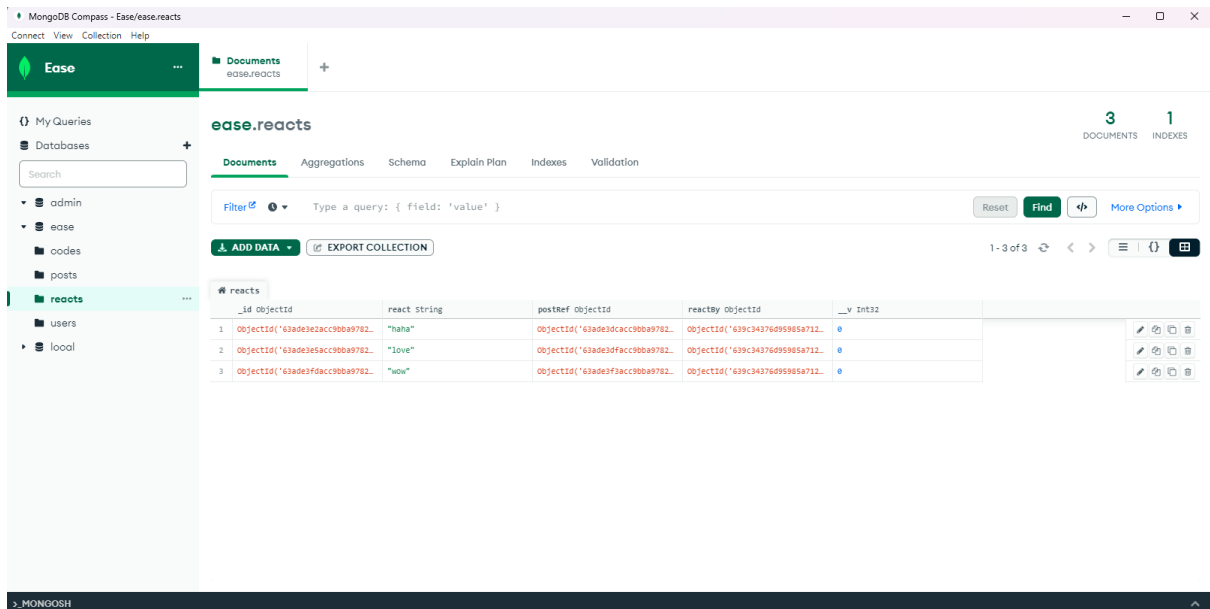 MongoDB Compass - Ease/ease.reacts
Connect View Collection Help
Ease
...
Documents
ease.reacts
+
{} My Queries
Databases +
Search
admin
ease
codes
posts
reacts ...
users
local
ease.reacts
3 DOCUMENTS
1 INDEXES
Documents Aggregations Schema Explain Plan Indexes Validation
Filter Type a query: { field: 'value' } Reset Find </> More Options
ADD DATA EXPORT COLLECTION 1 - 3 of 3 {}
reacts
_id ObjectId react String postRef ObjectId reactBy ObjectId __v Int32
1 ObjectId('63ade3e2acc9bba9782… "haha" ObjectId('63ade3dcacc9bba9782… ObjectId('639c34376d95985a712… 0
2 ObjectId('63ade3e5acc9bba9782… "love" ObjectId('63ade3dfacc9bba9782… ObjectId('639c34376d95985a712… 0
3 ObjectId('63ade3fdacc9bba9782… "wow" ObjectId('63ade3f3acc9bba9782… ObjectId('639c34376d95985a712… 0
>_MONGOSH